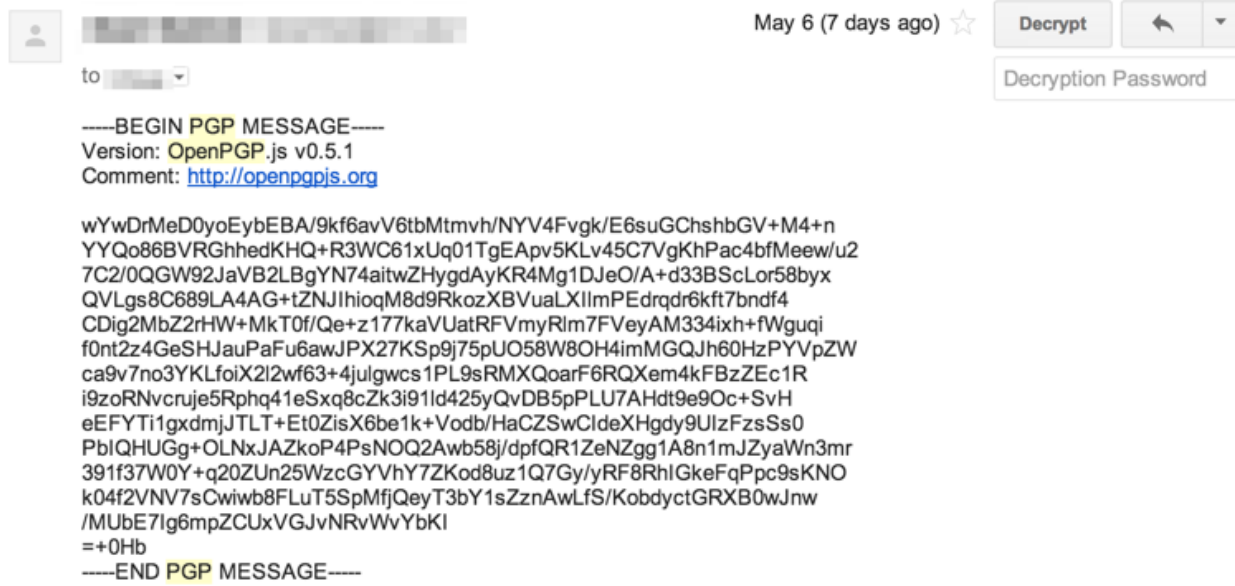 May 6 (7 days ago)
Decrypt
to
Decryption Password
-----BEGIN PGP MESSAGE-----
Version: OpenPGP.js v0.5.1
Comment: http://openpgpjs.org
wYwDrMeD0yoEybEBA/9kf6avV6tbMtmvh/NYV4Fvgk/E6suGChshbGV+M4+n
YYQo86BVRGhhedKHQ+R3WC61xUq01TgEApv5KLv45C7VgKhPac4bfMeew/u2
7C2/0QGW92JaVB2LBgYN74aitwZHygdAyKR4Mg1DJeO/A+d33BScLor58byx
QVLgs8C689LA4AG+tZNJIhioqM8d9RkozXBVuaLXIlmPEdrqdr6kft7bndf4
CDig2MbZ2rHW+MkT0f/Qe+z177kaVUatRFVmyRlm7FVeyAM334ixh+fWguqi
f0nt2z4GeSHJauPaFu6awJPX27KSp9j75pUO58W8OH4imMGQJh60HzPYVpZW
ca9v7no3YKLfoiX2l2wf63+4julgwcs1PL9sRMXQoarF6RQXem4kFBzZEc1R
i9zoRNvcruje5Rphq41eSxq8cZk3i91ld425yQvDB5pPLU7AHdt9e9Oc+SvH
eEFYTi1gxdmjJTLT+Et0ZisX6be1k+Vodb/HaCZSwCIdeXHgdy9UIzFzsSs0
PbIQHUGg+OLNxJAZkoP4PsNOQ2Awb58j/dpfQR1ZeNZgg1A8n1mJZyaWn3mr
391f37W0Y+q20ZUn25WzcGYVhY7ZKod8uz1Q7Gy/yRF8RhIGkeFqPpc9sKNO
k04f2VNV7sCwiwb8FLuT5SpMfjQeyT3bY1sZznAwLfS/KobdyctGRXB0wJnw
/MUbE7Ig6mpZCUxVGJvNRvWvYbKI
=+0Hb
-----END PGP MESSAGE-----